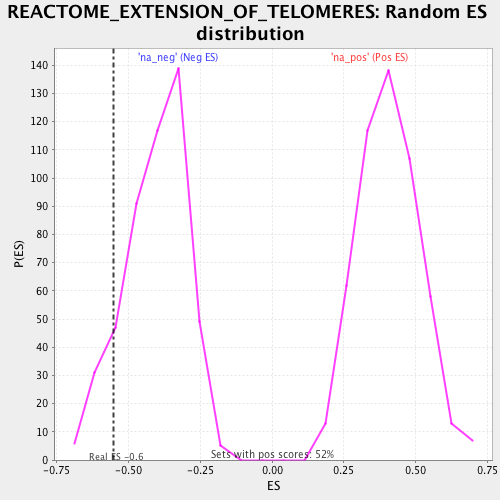 REACTOME_EXTENSION_OF_TELOMERES: Random ES
distribution
'na_neg' (Neg ES)
'na_pos' (Pos ES)
140
130
120
110
100
90
80
70
60
50
40
30
20
10
0
P(ES)
Real ES -0.6
Sets with pos scores: 52%
-0.75
-0.50
-0.25
0.00
0.25
0.50
0.75
ES